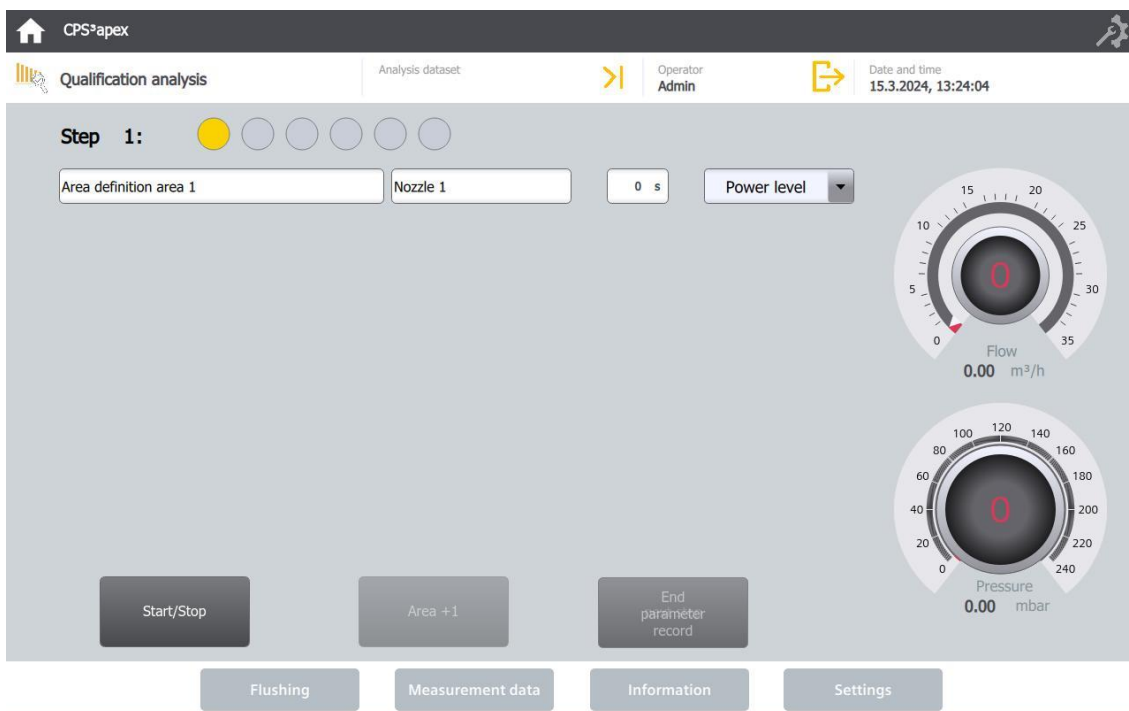 CPS³apex
Qualification analysis
Analysis dataset
Operator
Admin
Date and time
15.3.2024, 13:24:04
Step 1:
Area definition area 1
Nozzle 1
0 s
Power level
0
5
10
15
20
25
30
35
0
Flow
0.00 m³/h
0
20
40
60
80
100
120
140
160
180
200
220
240
0
Pressure
0.00 mbar
Start/Stop
Area +1
End
parameter
record
Flushing
Measurement data
Information
Settings